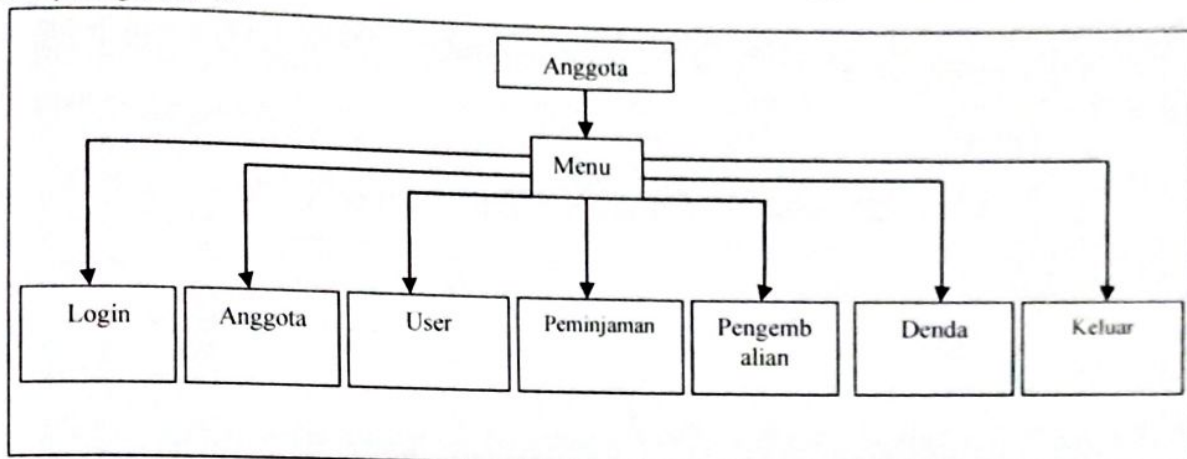 Anggota
Menu
Login
Anggota
User
Peminjaman
Pengemb
alian
Denda
Keluar